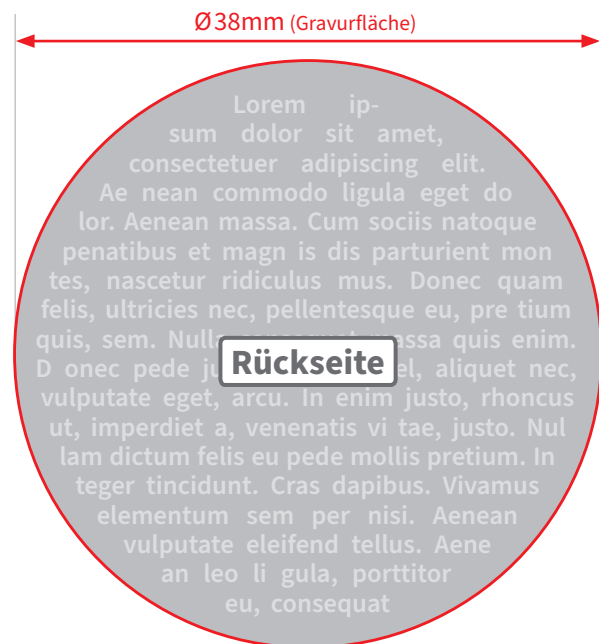 Ø38mm (Gravurfläche)
Lorem ip-
sum dolor sit amet,
consectetuer adipiscing elit.
Ae nean commodo ligula eget do
lor. Aenean massa. Cum sociis natoque
penatibus et magn is dis parturient mon
tes, nascetur ridiculus mus. Donec quam
felis, ultricies nec, pellentesque eu, pre tium
quis, sem. quis enim.
Rückseite
D onec pede aliquet nec,
vulputate eget, arcu. In enim justo, rhoncus
ut, imperdiet a, venenatis vi tae, justo. Nul
lam dictum felis eu pede mollis pretium. In
teger tincidunt. Cras dapibus. Vivamus
elementum sem per nisi. Aenean
vulputate eleifend tellus. Aene
an leo li gula, porttitor
eu, consequat